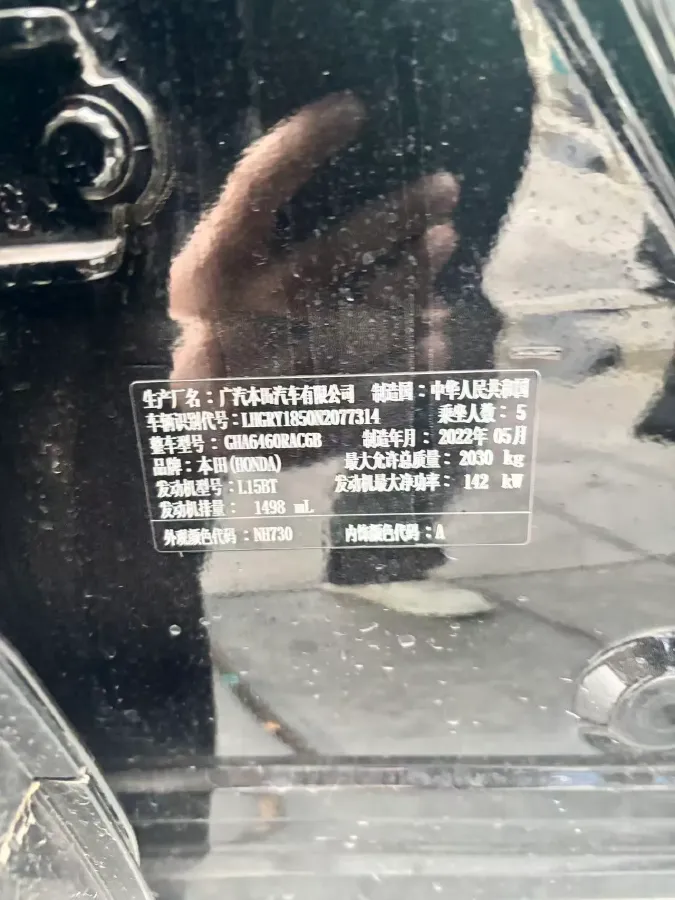 生产厂名：广汽本田汽车有限公司 制造国：中华人民共和国
车辆识别代号：LHGRY1850N2077314 乘坐人数：5
整车型号：GHA6460RAC6B 制造年月：2022年05月
品牌：本田(HONDA) 最大允许总质量：2030 kg
发动机型号：L15BT 发动机最大净功率：142 kW
发动机排量：1498 mL
外观颜色代码：NH730 内饰颜色代码：A